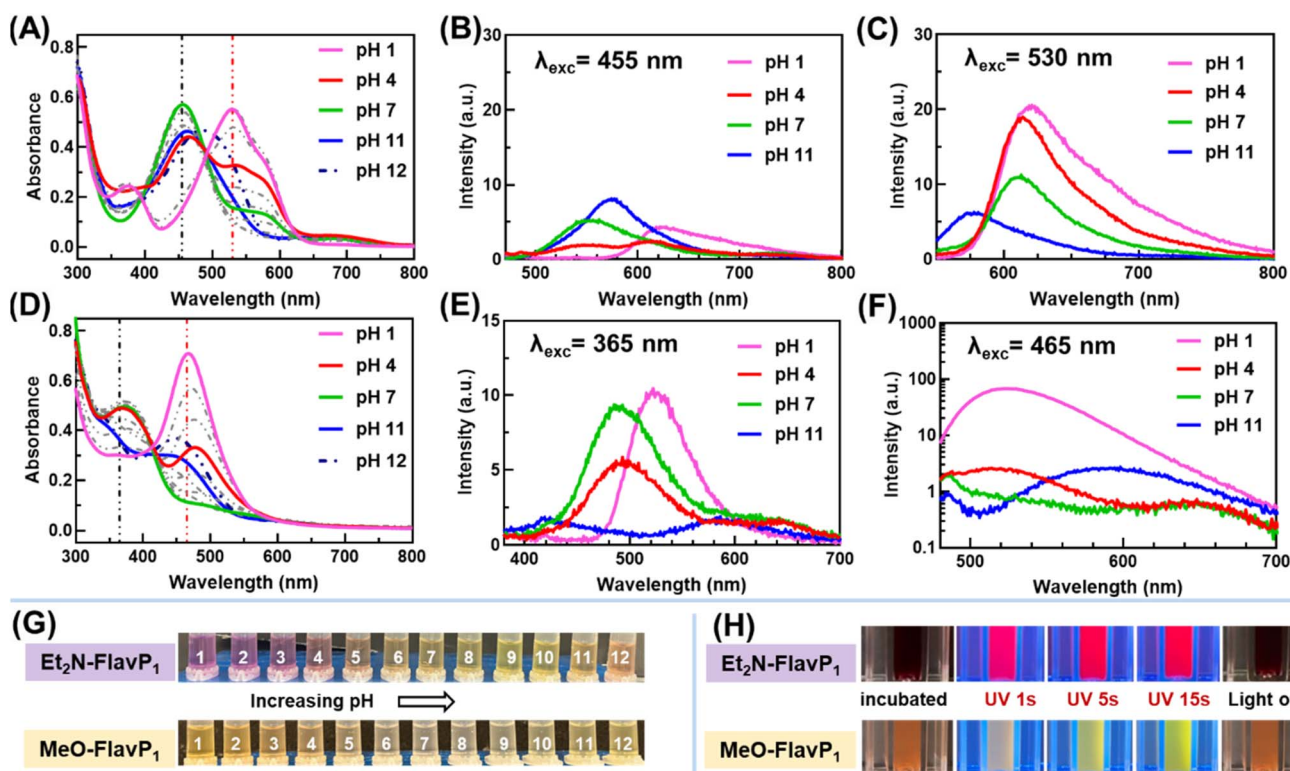 (A)
0.8
0.6
0.4
0.2
0.0
Absorbance
pH 1
pH 4
pH 7
pH 11
pH 12
300 400 500 600 700 800
Wavelength (nm)
(B)
λexc= 455 nm
30
20
10
0
Intensity (a.u.)
pH 1
pH 4
pH 7
pH 11
500 600 700 800
Wavelength (nm)
(C)
λexc= 530 nm
30
20
10
0
Intensity (a.u.)
pH 1
pH 4
pH 7
pH 11
600 700 800
Wavelength (nm)
(D)
0.8
0.6
0.4
0.2
0.0
Absorbance
pH 1
pH 4
pH 7
pH 11
pH 12
300 400 500 600 700 800
Wavelength (nm)
(E)
λexc= 365 nm
15
10
5
0
Intensity (a.u.)
pH 1
pH 4
pH 7
pH 11
400 500 600 700
Wavelength (nm)
(F)
λexc= 465 nm
1000
100
10
1
0.1
Intensity (a.u.)
pH 1
pH 4
pH 7
pH 11
500 600 700
Wavelength (nm)
(G)
Et2N-FlavP1
1 2 3 4 5 6 7 8 9 10 11 12
Increasing pH
MeO-FlavP1
1 2 3 4 5 6 7 8 9 10 11 12
(H)
Et2N-FlavP1
incubated UV 1s UV 5s UV 15s Light o
MeO-FlavP1